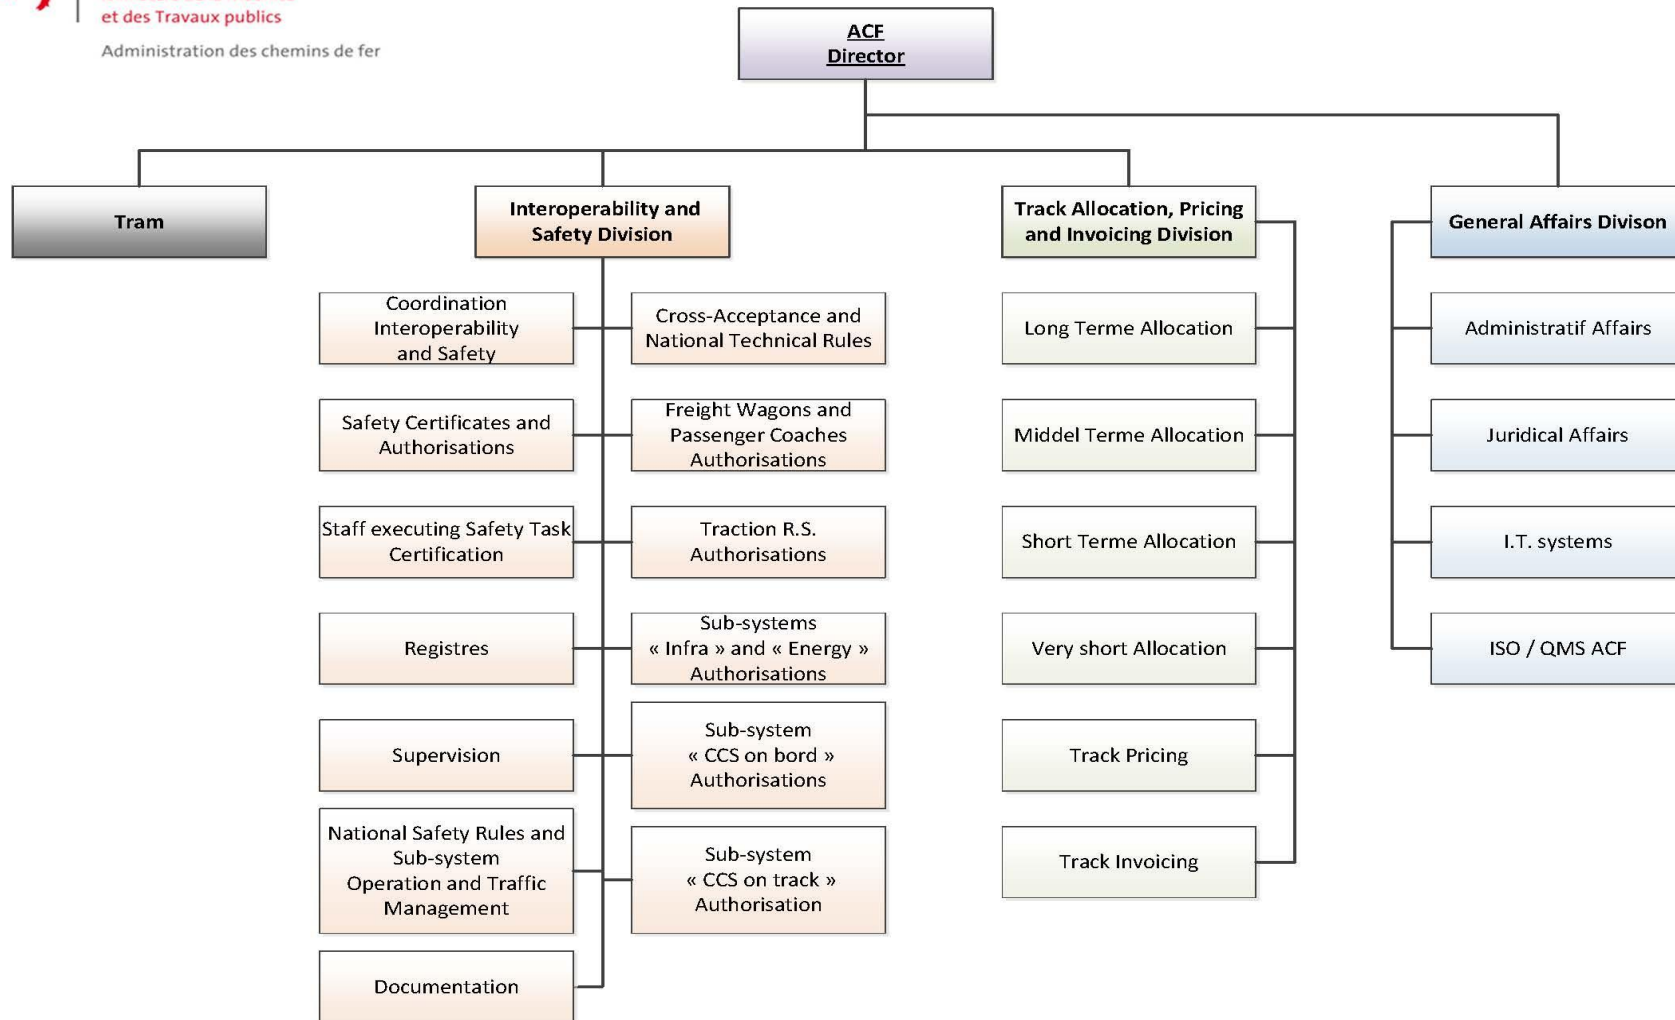 et des Travaux publics
Administration des chemins de fer
ACF
Director
Tram
Interoperability and
Safety Division
Track Allocation, Pricing
and Invoicing Division
General Affairs Divison
Coordination
Interoperability
and Safety
Cross-Acceptance and
National Technical Rules
Long Terme Allocation
Administratif Affairs
Safety Certificates and
Authorisations
Freight Wagons and
Passenger Coaches
Authorisations
Middel Terme Allocation
Juridical Affairs
Staff executing Safety Task
Certification
Traction R.S.
Authorisations
Short Terme Allocation
I.T. systems
Registres
Sub-systems
« Infra » and « Energy »
Authorisations
Very short Allocation
ISO / QMS ACF
Supervision
Sub-system
« CCS on bord »
Authorisations
Track Pricing
National Safety Rules and
Sub-system
Operation and Traffic
Management
Sub-system
« CCS on track »
Authorisation
Track Invoicing
Documentation